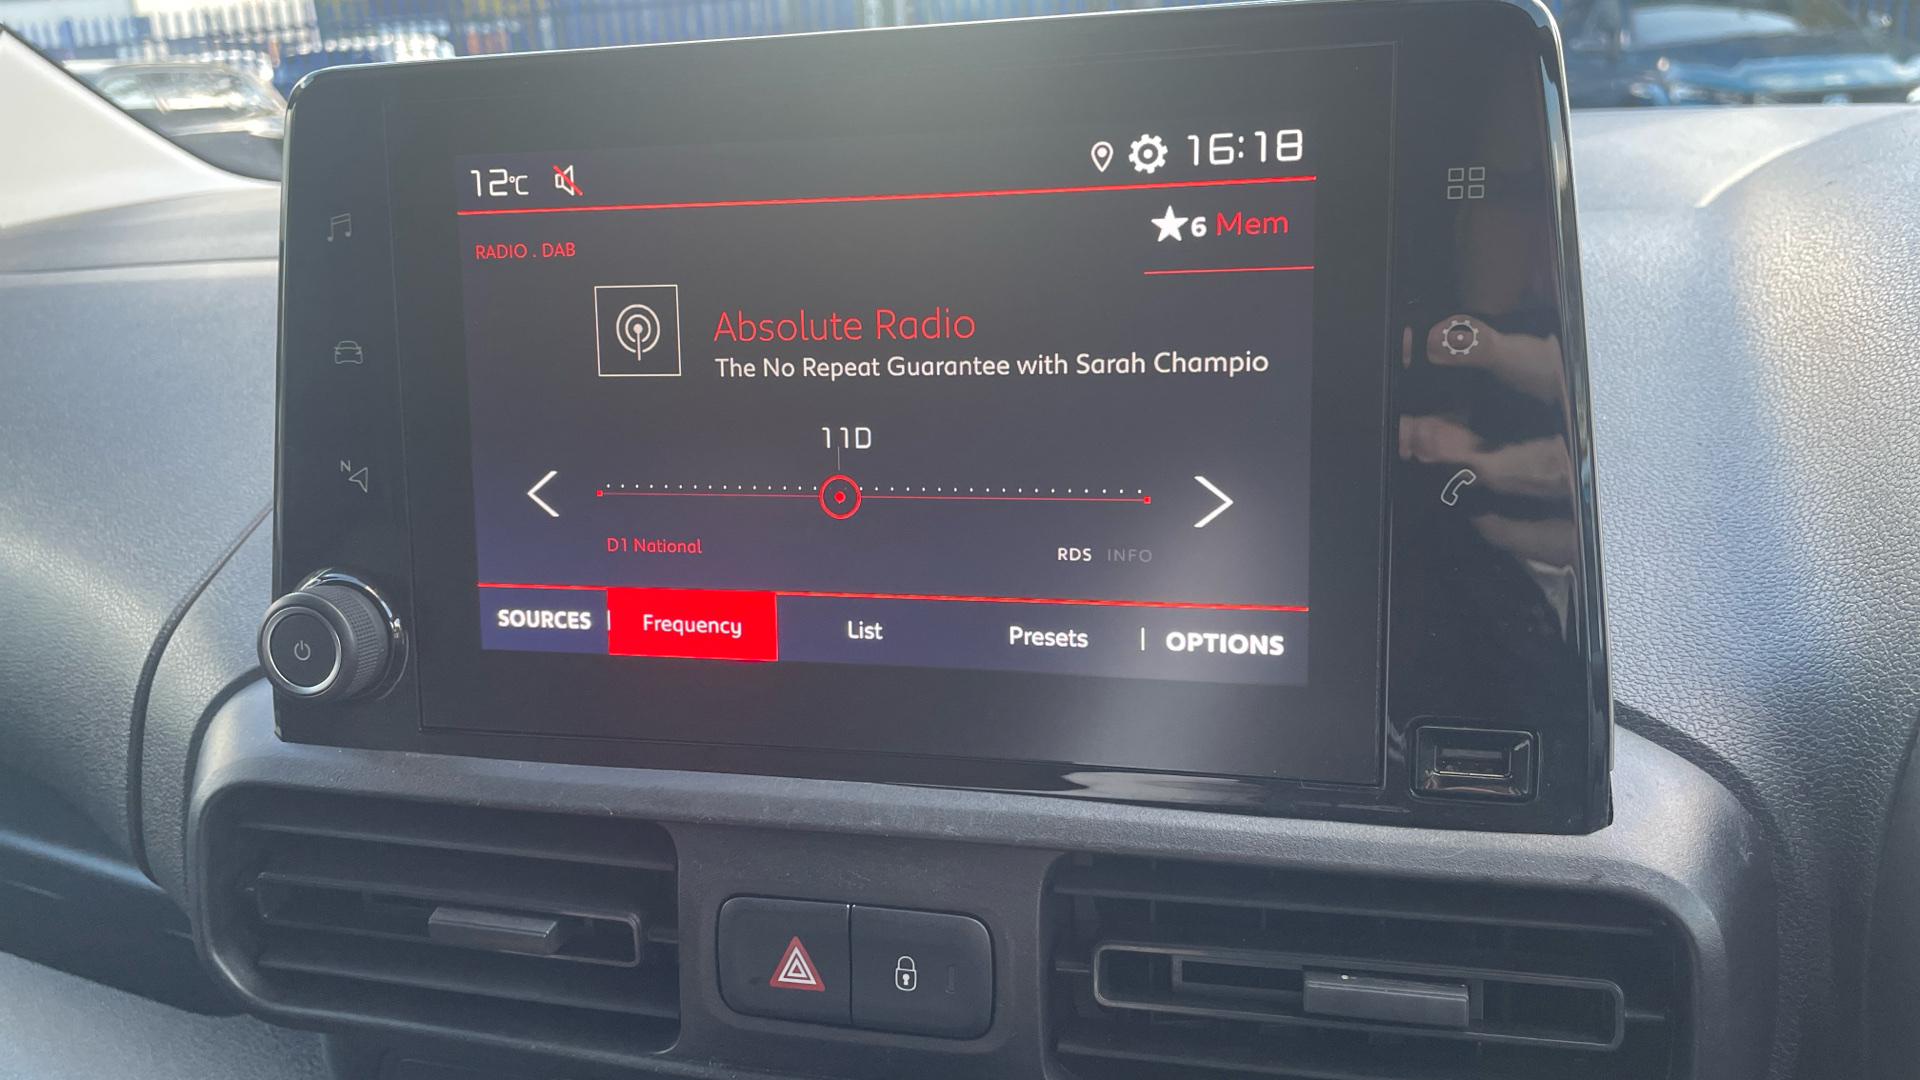 12°C 16:18
★6 Mem
RADIO . DAB
Absolute Radio
The No Repeat Guarantee with Sarah Champio
11D
D1 National
RDS INFO
SOURCES | Frequency List Presets | OPTIONS
N